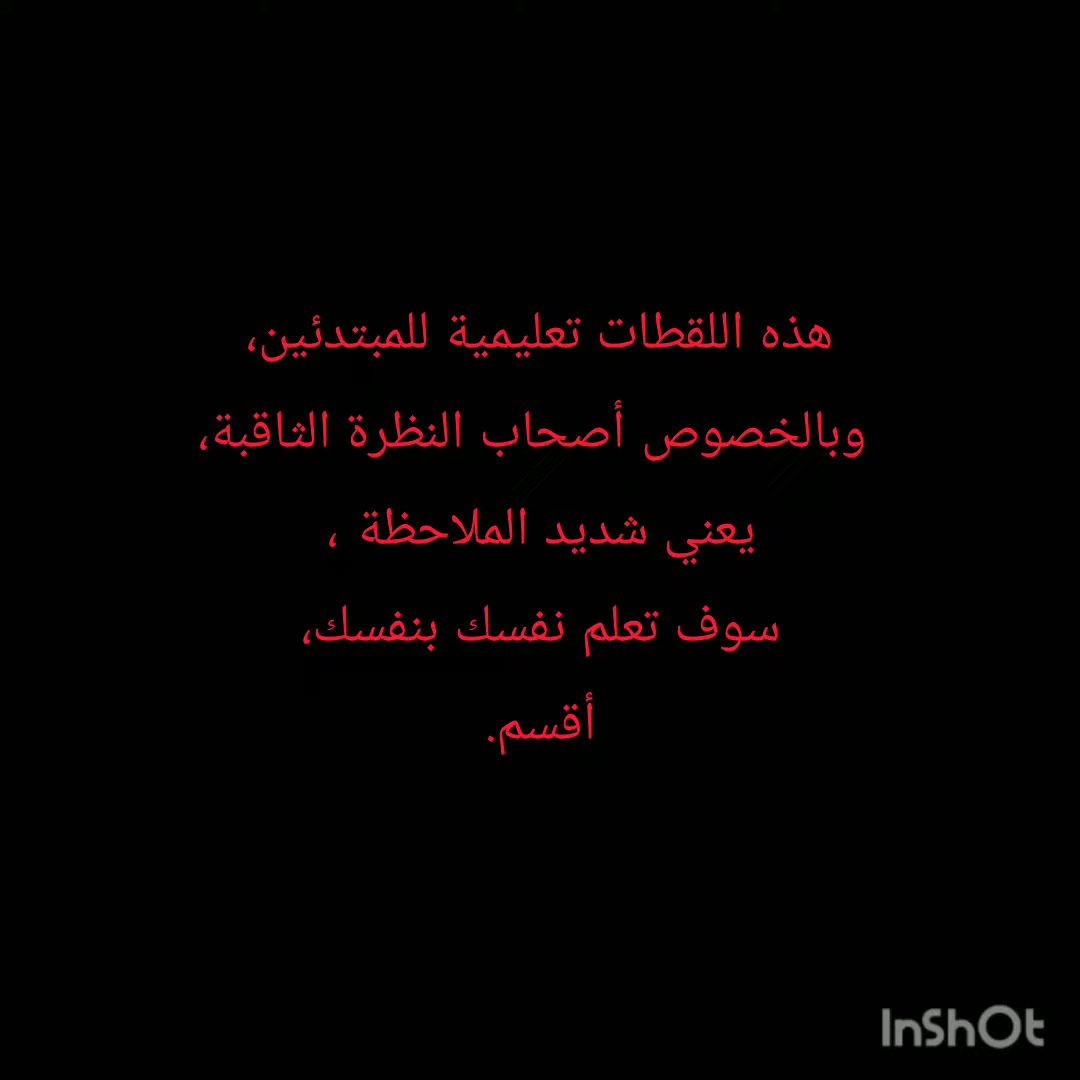 هذه اللقطات تعليمية للمبتدئين،
وبالخصوص أصحاب النظرة الثاقبة،
يعني شديد الملاحظة ،
سوف تعلم نفسك بنفسك،
أقسم.
InShOt